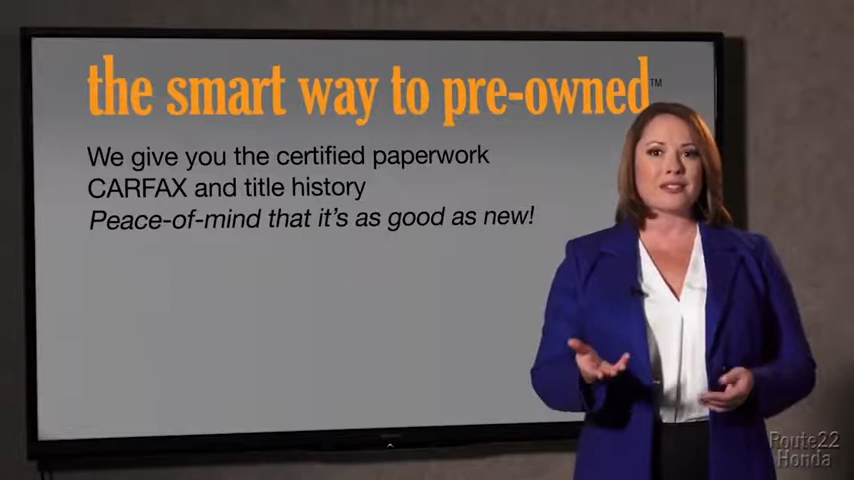 the smart way to pre-owned™
We give you the certified paperwork
CARFAX and title history
Peace-of-mind that it's as good as new!
Route22
Honda